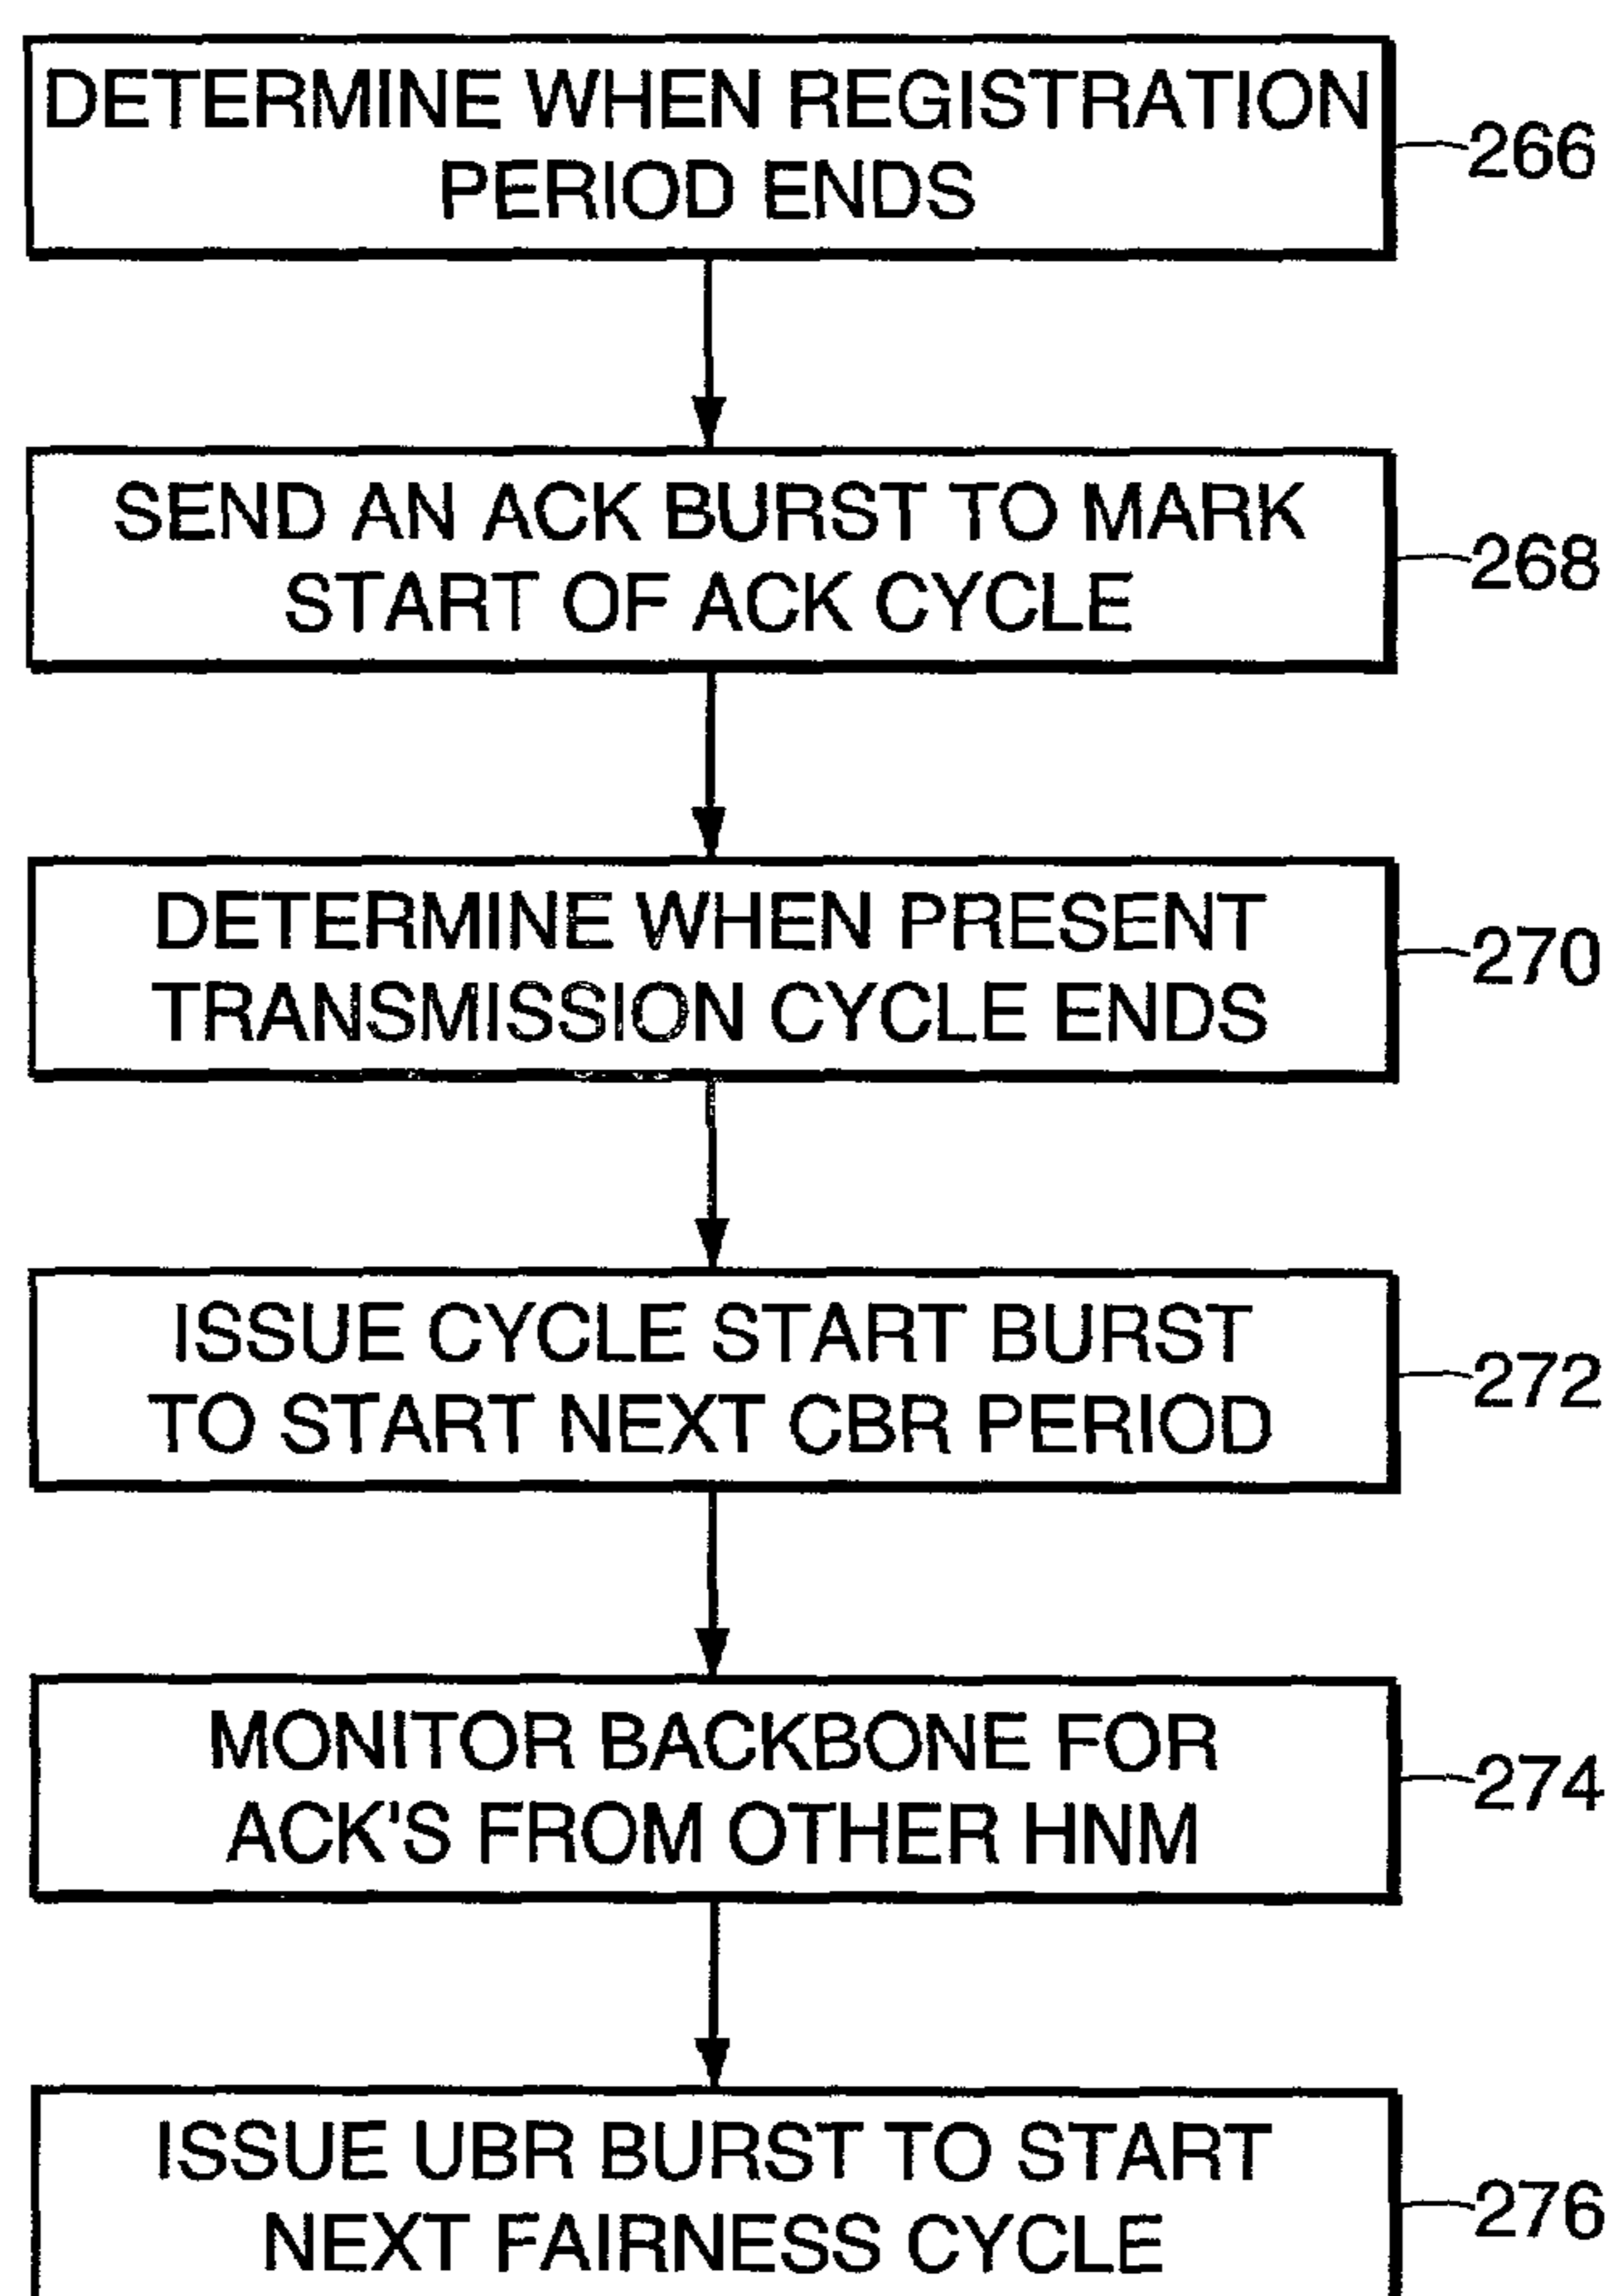 DETERMINE WHEN REGISTRATION
PERIOD ENDS
266
SEND AN ACK BURST TO MARK
START OF ACK CYCLE
268
DETERMINE WHEN PRESENT
TRANSMISSION CYCLE ENDS
270
ISSUE CYCLE START BURST
TO START NEXT CBR PERIOD
272
MONITOR BACKBONE FOR
ACK'S FROM OTHER HNM
274
ISSUE UBR BURST TO START
NEXT FAIRNESS CYCLE
276